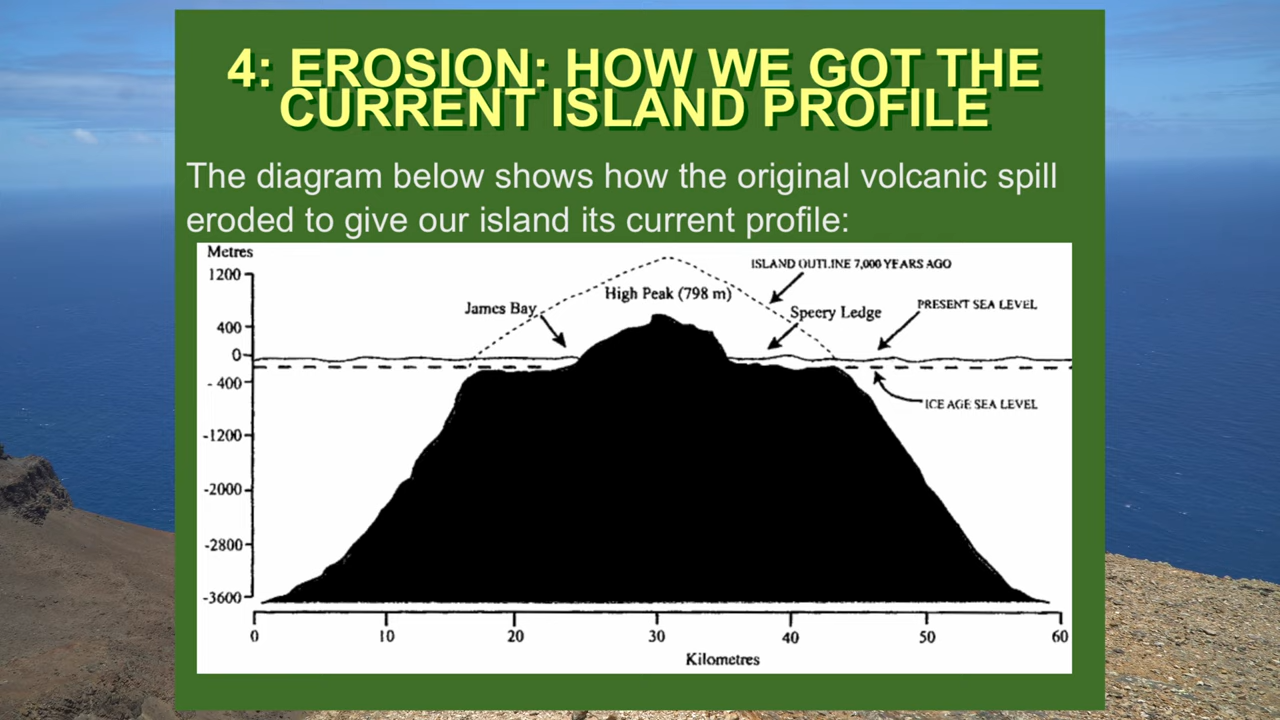 4: EROSION: HOW WE GOT THE
CURRENT ISLAND PROFILE
The diagram below shows how the original volcanic spill
eroded to give our island its current profile:
Metres
1200
400
0
- 400
-1200
-2000
-2800
-3600
ISLAND OUTLINE 7,000 YEARS AGO
High Peak (798 m)
James Bay
Speery Ledge
PRESENT SEA LEVEL
ICE AGE SEA LEVEL
0 10 20 30 40 50 60
Kilometres